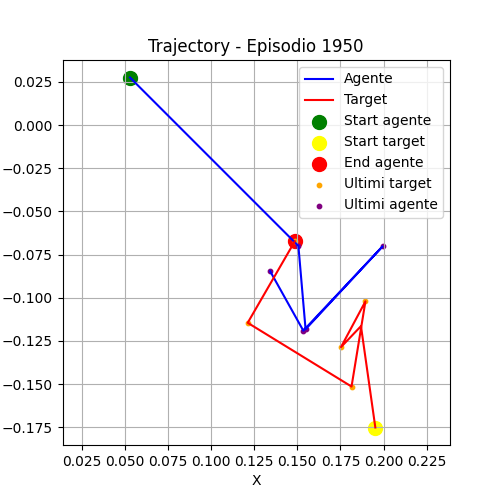 Trajectory - Episodio 1950
Agente
Target
Start agente
Start target
End agente
Ultimi target
Ultimi agente
0.025
0.000
−0.025
−0.050
−0.075
−0.100
−0.125
−0.150
−0.175
0.025 0.050 0.075 0.100 0.125 0.150 0.175 0.200 0.225
X